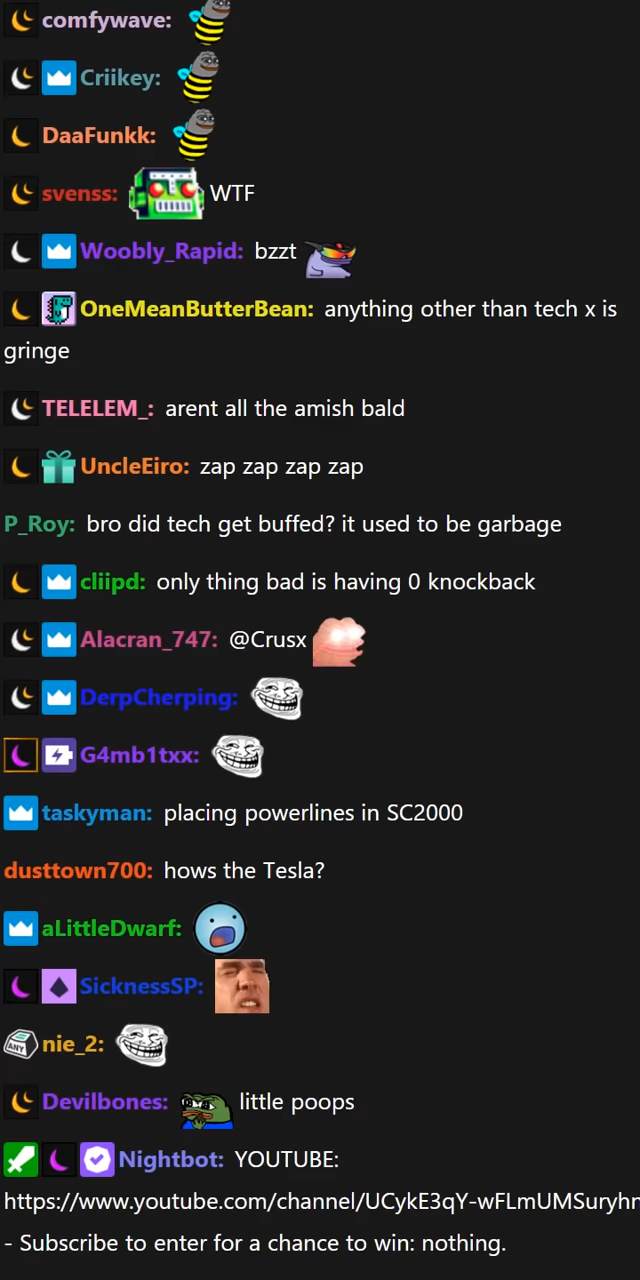 comfywave:
Criikey:
DaaFunkk:
svenss: WTF
Woobly_Rapid: bzzt
OneMeanButterBean: anything other than tech x is
gringe
TELELEM_: arent all the amish bald
UncleEiro: zap zap zap zap
P_Roy: bro did tech get buffed? it used to be garbage
cliipd: only thing bad is having 0 knockback
Alacran_747: @Crusx
DerpCherping:
G4mb1txx:
taskyman: placing powerlines in SC2000
dusttown700: hows the Tesla?
aLittleDwarf:
SicknessSP:
ANY nie_2:
Devilbones: little poops
Nightbot: YOUTUBE:
https://www.youtube.com/channel/UCykE3qY-wFLmUMSuryhn
- Subscribe to enter for a chance to win: nothing.